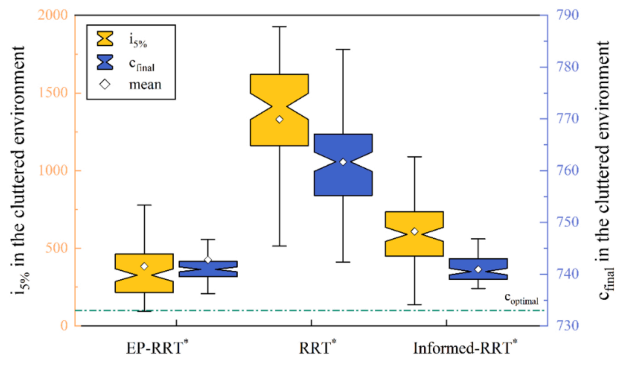 2000
1500
1000
500
0
i5% in the cluttered environment
i5%
cfinal
mean
790
780
770
760
750
740
730
cfinal in the cluttered environment
coptimal
EP-RRT*
RRT*
Informed-RRT*